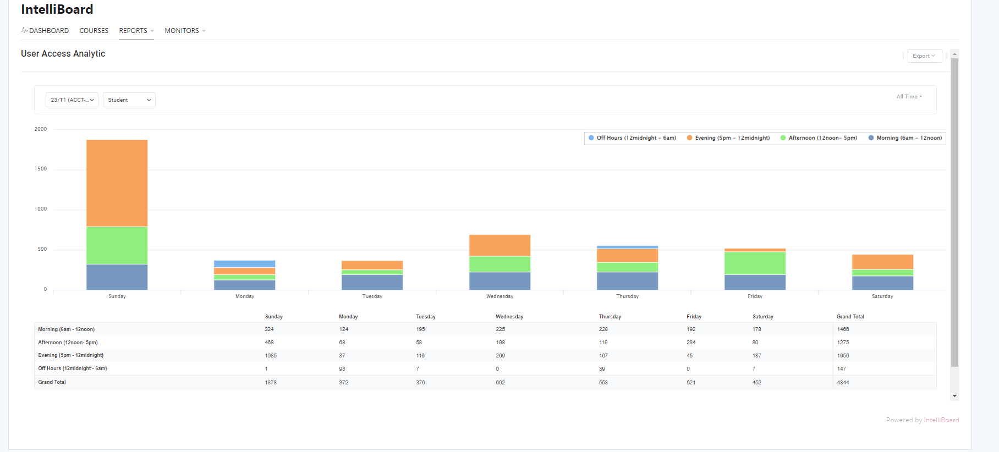 IntelliBoard
DASHBOARD COURSES REPORTS MONITORS
User Access Analytic
Export
23/T1 (ACCT-... Student All Time
2000
Off Hours (12midnight - 6am) Evening (5pm - 12midnight) Afternoon (12noon- 5pm) Morning (6am - 12noon)
1500
1000
500
0
Sunday Monday Tuesday Wednesday Thursday Friday Saturday
Sunday Monday Tuesday Wednesday Thursday Friday Saturday Grand Total
Morning (6am - 12noon) 324 124 195 225 228 192 178 1466
Afternoon (12noon- 5pm) 468 68 58 198 119 284 80 1275
Evening (5pm - 12midnight) 1085 87 116 269 167 45 187 1956
Off Hours (12midnight - 6am) 1 93 7 0 39 0 7 147
Grand Total 1878 372 376 692 553 521 452 4844
Powered by IntelliBoard